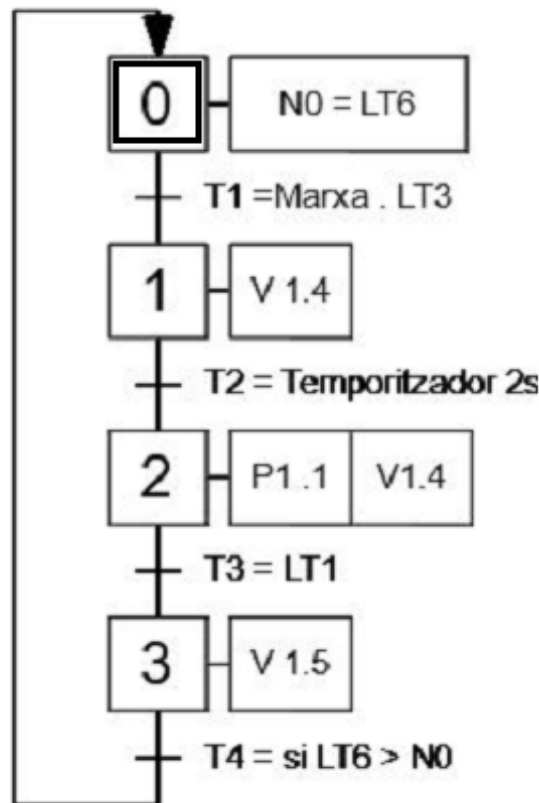 0
N0 = LT6
T1 =Marxa . LT3
1
V 1.4
T2 = Temporitzador 2s
2
P1 .1
V1.4
T3 = LT1
3
V 1.5
T4 = si LT6 > N0